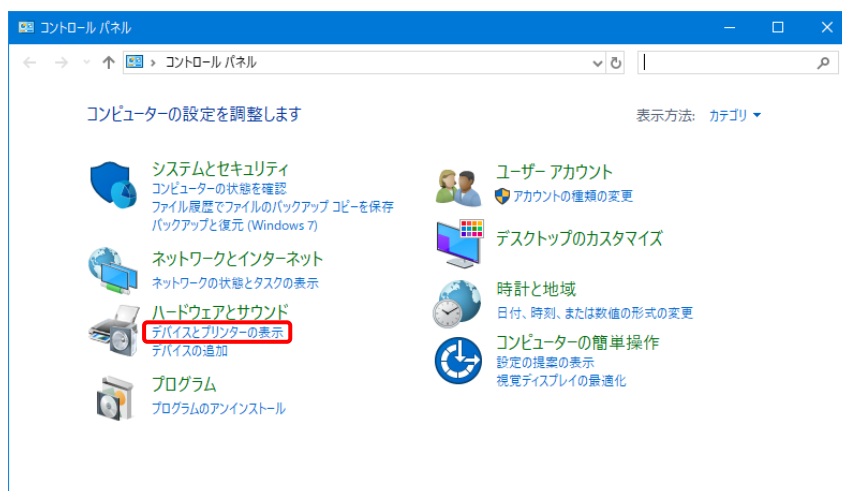 コントロール パネル
コントロール パネル
コンピューターの設定を調整します
表示方法: カテゴリ
システムとセキュリティ
コンピューターの状態を確認
ファイル履歴でファイルのバックアップ コピーを保存
バックアップと復元 (Windows 7)
ネットワークとインターネット
ネットワークの状態とタスクの表示
ハードウェアとサウンド
デバイスとプリンターの表示
デバイスの追加
プログラム
プログラムのアンインストール
ユーザー アカウント
アカウントの種類の変更
デスクトップのカスタマイズ
時計と地域
日付、時刻、または数値の形式の変更
コンピューターの簡単操作
設定の提案の表示
視覚ディスプレイの最適化